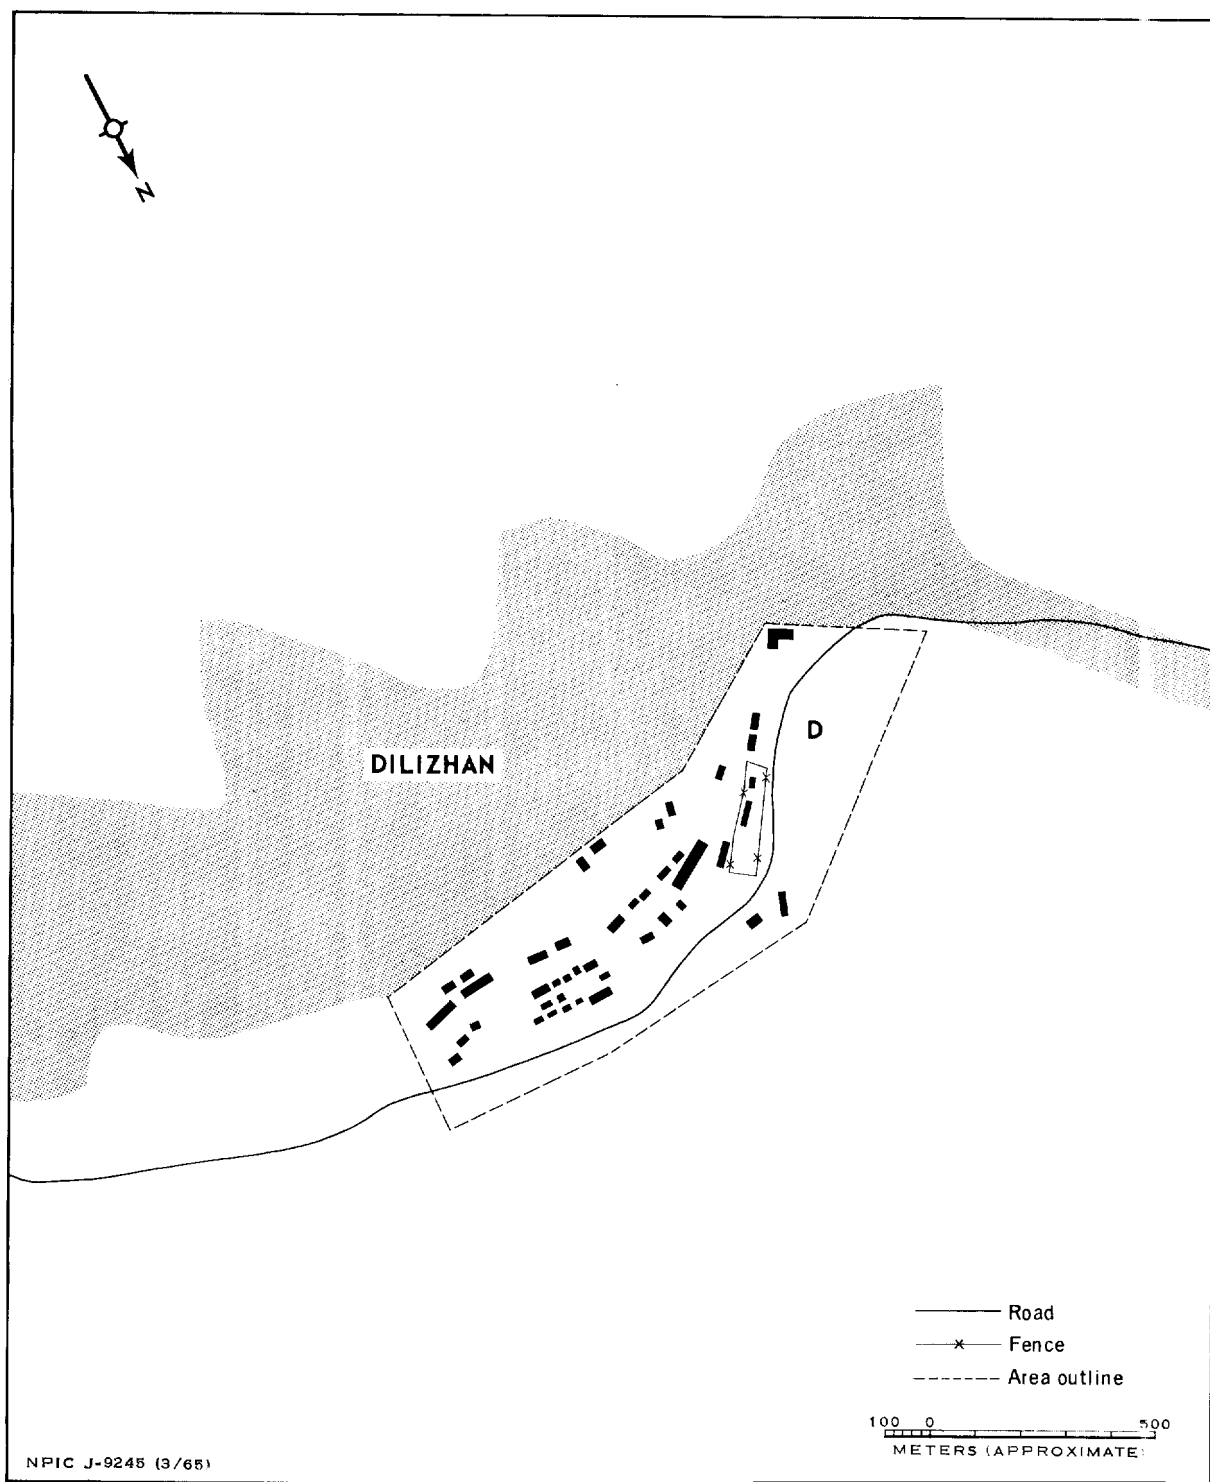 N
D
DILIZHAN
Road
Fence
Area outline
100 0 500
METERS (APPROXIMATE)
NPIC J-9245 (3/65)